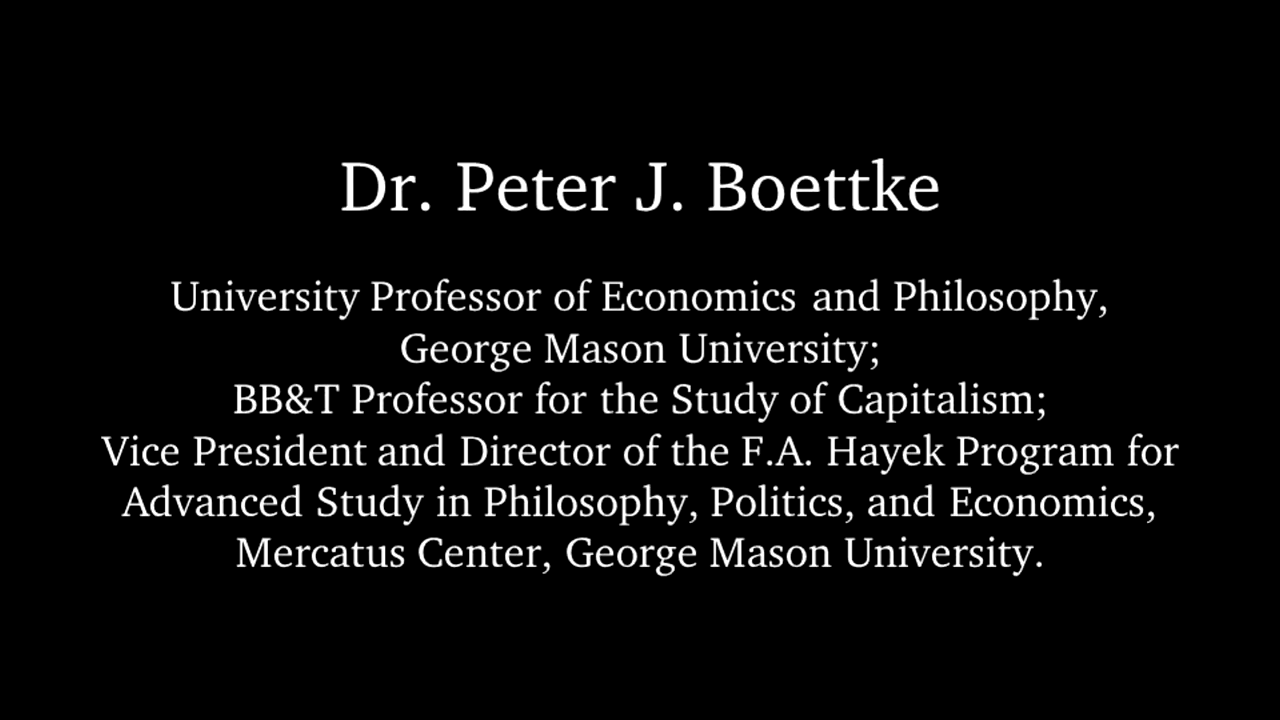 Dr. Peter J. Boettke
University Professor of Economics and Philosophy,
George Mason University;
BB&T Professor for the Study of Capitalism;
Vice President and Director of the F.A. Hayek Program for
Advanced Study in Philosophy, Politics, and Economics,
Mercatus Center, George Mason University.